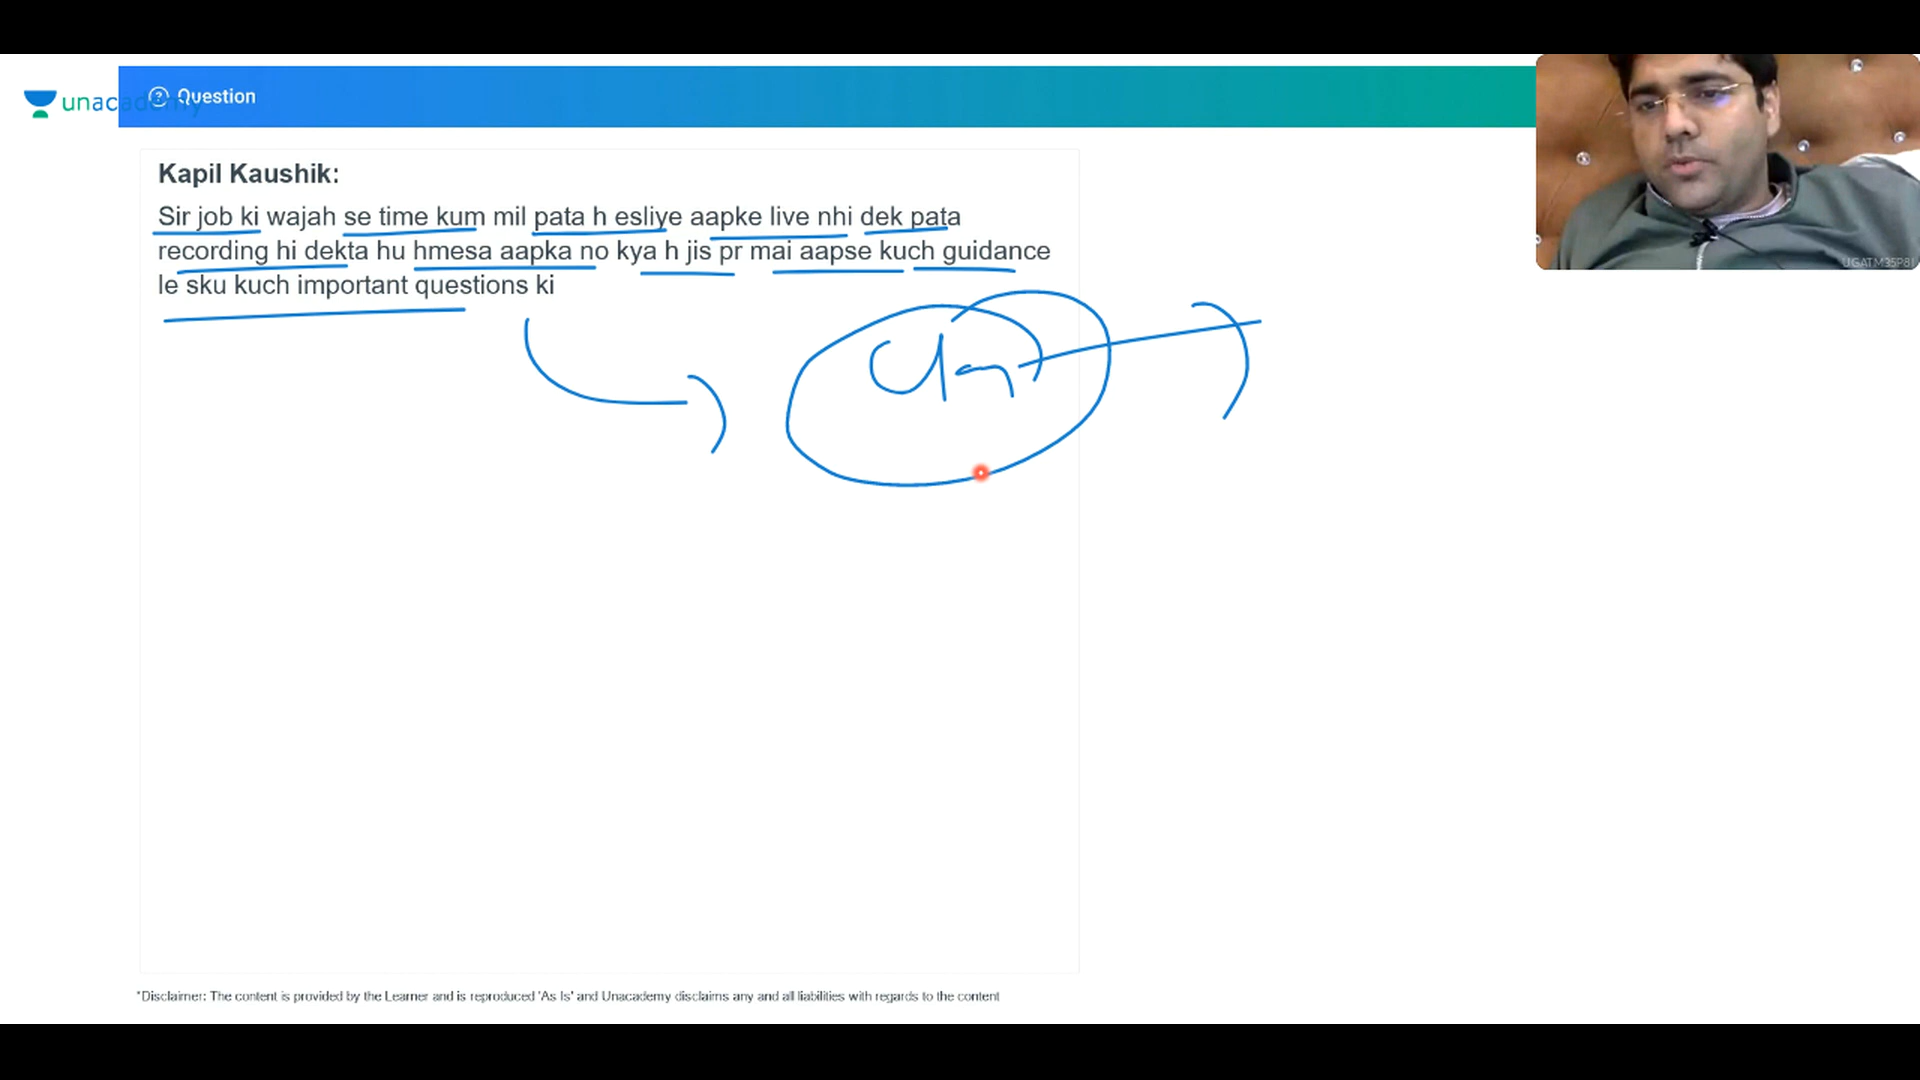 unacademy
Question
Kapil Kaushik:
Sir job ki wajah se time kum mil pata h esliye aapke live nhi dek pata
recording hi dekta hu hmesa aapka no kya h jis pr mai aapse kuch guidance
le sku kuch important questions ki
UGATM35P8I
*Disclaimer: The content is provided by the Learner and is reproduced 'As Is' and Unacademy disclaims any and all liabilities with regards to the content